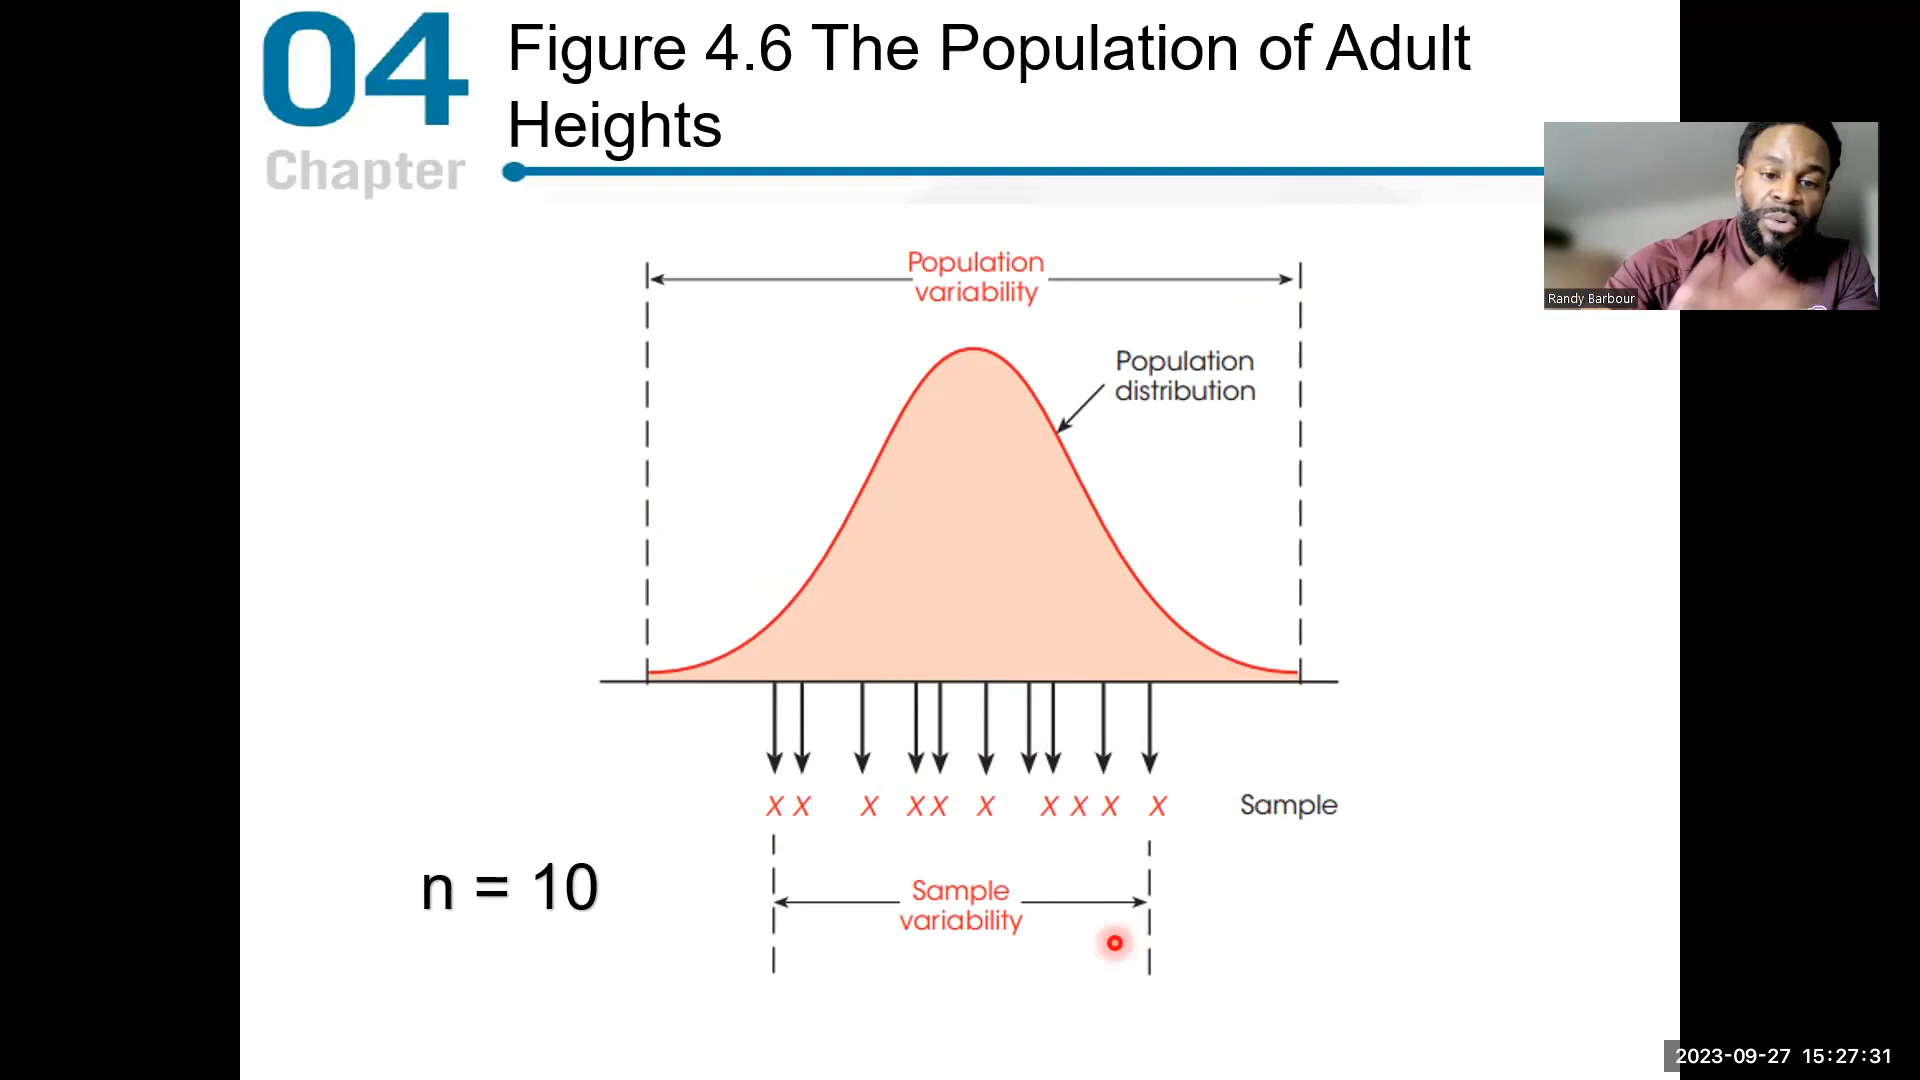 04
Chapter
Figure 4.6 The Population of Adult
Heights
Randy Barbour
Population
variability
Population
distribution
X X X X X X X X X X
Sample
n = 10
Sample
variability
2023-09-27 15:27:31